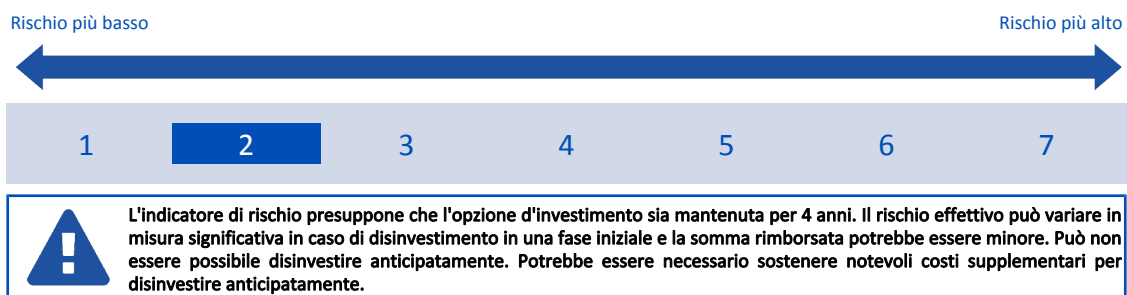 Rischio più basso Rischio più alto
1 2 3 4 5 6 7
L'indicatore di rischio presuppone che l'opzione d'investimento sia mantenuta per 4 anni. Il rischio effettivo può variare in
misura significativa in caso di disinvestimento in una fase iniziale e la somma rimborsata potrebbe essere minore. Può non
essere possibile disinvestire anticipatamente. Potrebbe essere necessario sostenere notevoli costi supplementari per
disinvestire anticipatamente.